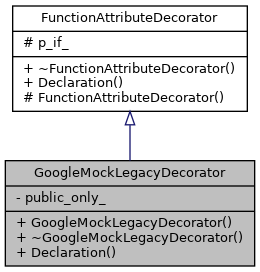 FunctionAttributeDecorator
# p_if_
+ ~FunctionAttributeDecorator()
+ Declaration()
# FunctionAttributeDecorator()
GoogleMockLegacyDecorator
- public_only_
+ GoogleMockLegacyDecorator()
+ ~GoogleMockLegacyDecorator()
+ Declaration()